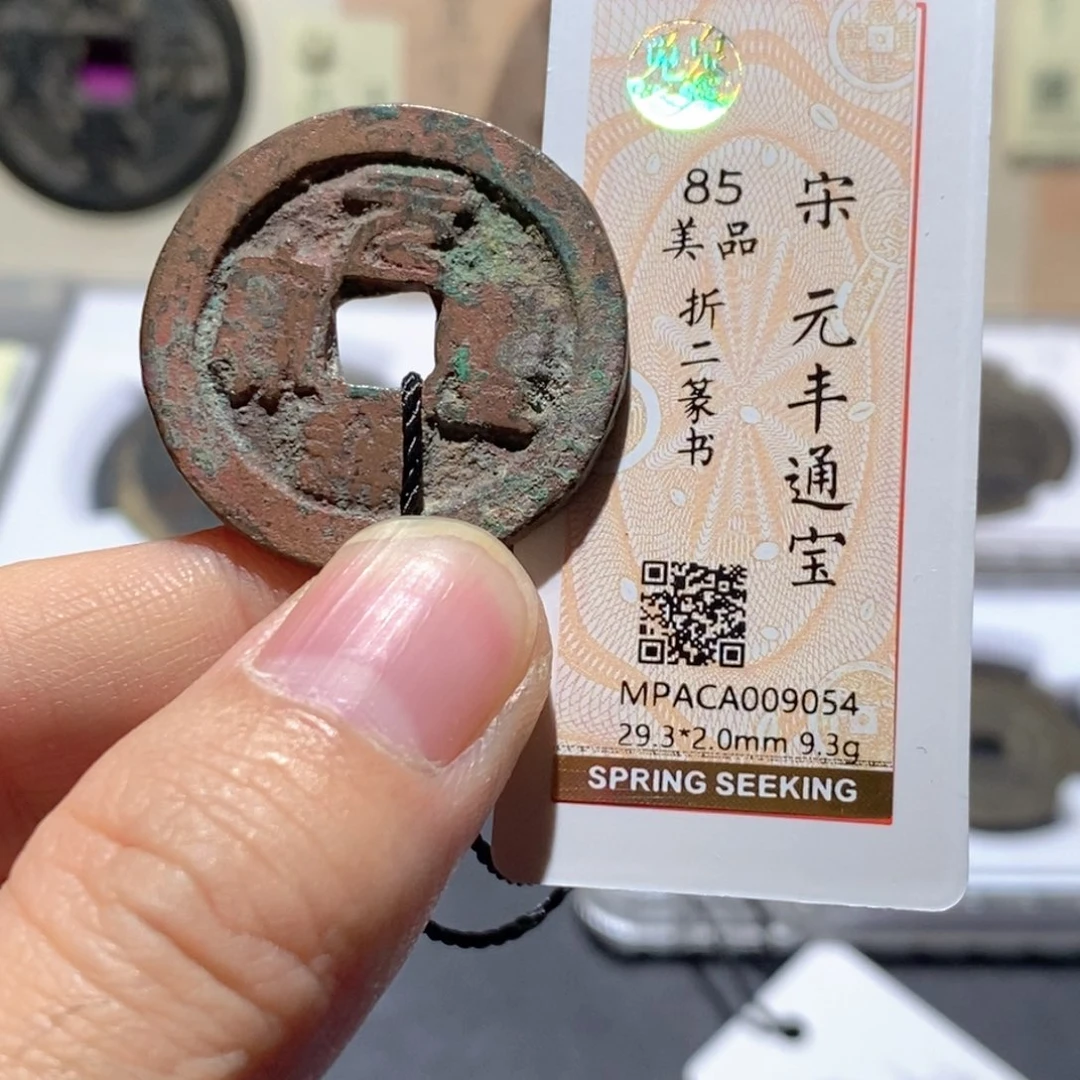 宋 元丰通宝
85
美品
折二篆书
MPACA009054
29.3*2.0mm 9.3g
SPRING SEEKING